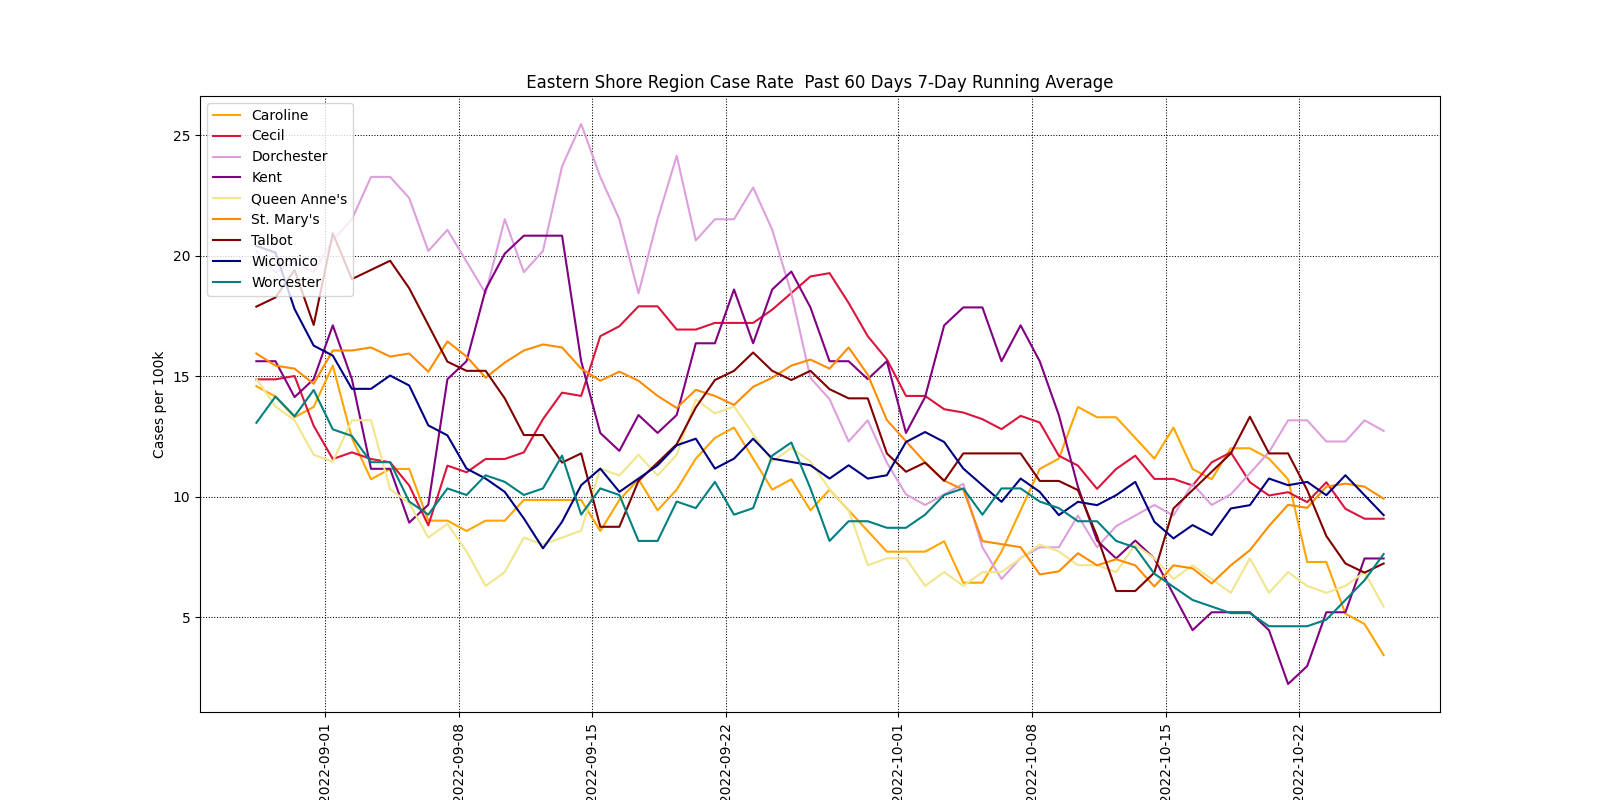 Eastern Shore Region Case Rate  Past 60 Days 7-Day Running Average
Caroline
Cecil
Dorchester
Kent
Queen Anne's
St. Mary's
Talbot
Wicomico
Worcester
Cases per 100k
25
20
15
10
5
2022-09-01
2022-09-08
2022-09-15
2022-09-22
2022-10-01
2022-10-08
2022-10-15
2022-10-22